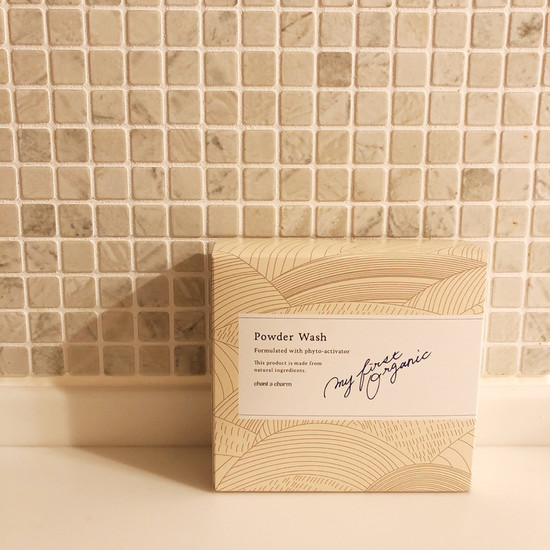 Powder Wash
Formulated with phyto-activator
This product is made from
natural ingredients.
chant a charm
my first
Organic